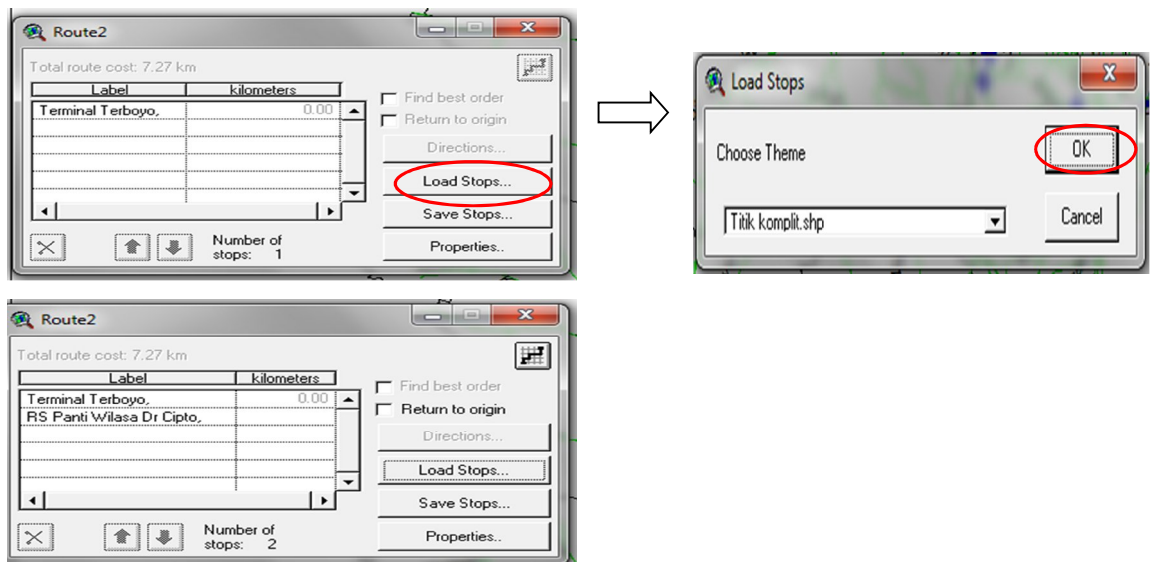 Route2
Total route cost: 7.27 km
Label kilometers
Terminal Terboyo, 0.00
Find best order
Return to origin
Directions...
Load Stops...
Save Stops...
Properties..
Number of
stops: 1
Load Stops
Choose Theme
OK
Titik komplit.shp
Cancel
Route2
Total route cost: 7.27 km
Label kilometers
Terminal Terboyo, 0.00
RS Panti Wilasa Dr Cipto,
Find best order
Return to origin
Directions...
Load Stops...
Save Stops...
Properties..
Number of
stops: 2